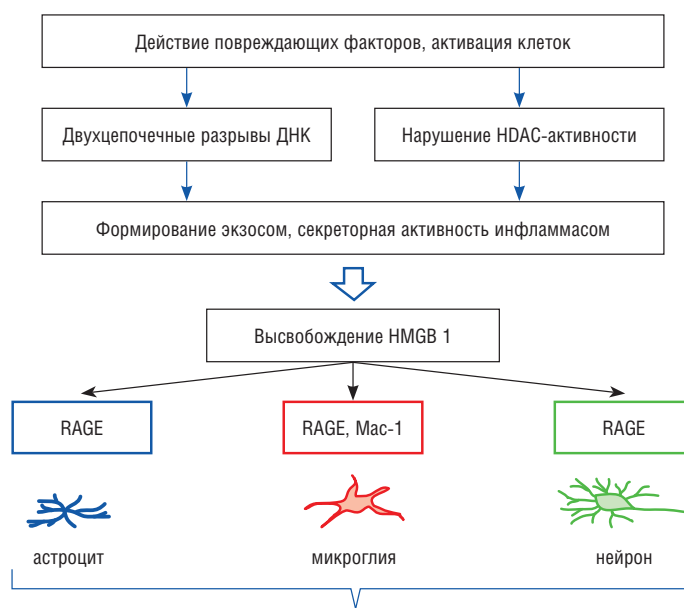 Действие повреждающих факторов, активация клеток
Двухцепочечные разрывы ДНК
Нарушение HDAC-активности
Формирование экзосом, секреторная активность инфламмасом
Высвобождение HMGB 1
RAGE
RAGE, Mac-1
RAGE
астроцит
микроглия
нейрон